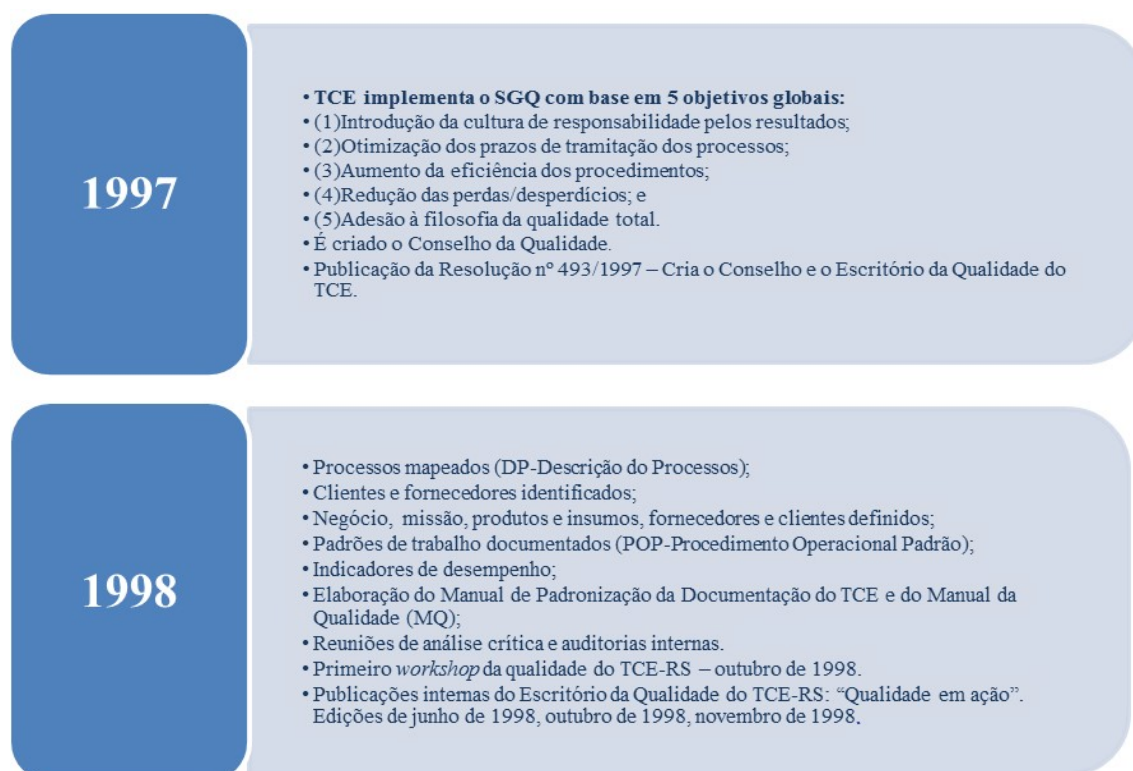 1997
• TCE implementa o SGQ com base em 5 objetivos globais:
• (1)Introdução da cultura de responsabilidade pelos resultados;
• (2)Otimização dos prazos de tramitação dos processos;
• (3)Aumento da eficiência dos procedimentos;
• (4)Redução das perdas/desperdícios; e
• (5)Adesão à filosofia da qualidade total.
• É criado o Conselho da Qualidade.
• Publicação da Resolução nº 493/1997 – Cria o Conselho e o Escritório da Qualidade do
TCE.
1998
• Processos mapeados (DP-Descrição do Processos);
• Clientes e fornecedores identificados;
• Negócio, missão, produtos e insumos, fornecedores e clientes definidos;
• Padrões de trabalho documentados (POP-Procedimento Operacional Padrão);
• Indicadores de desempenho;
• Elaboração do Manual de Padronização da Documentação do TCE e do Manual da
Qualidade (MQ);
• Reuniões de análise crítica e auditorias internas.
• Primeiro workshop da qualidade do TCE-RS – outubro de 1998.
• Publicações internas do Escritório da Qualidade do TCE-RS: “Qualidade em ação”.
Edições de junho de 1998, outubro de 1998, novembro de 1998.